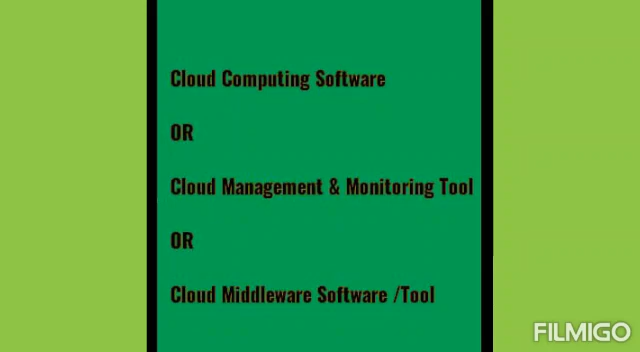 Cloud Computing Software
OR
Cloud Management & Monitoring Tool
OR
Cloud Middleware Software /Tool
FILMIGO